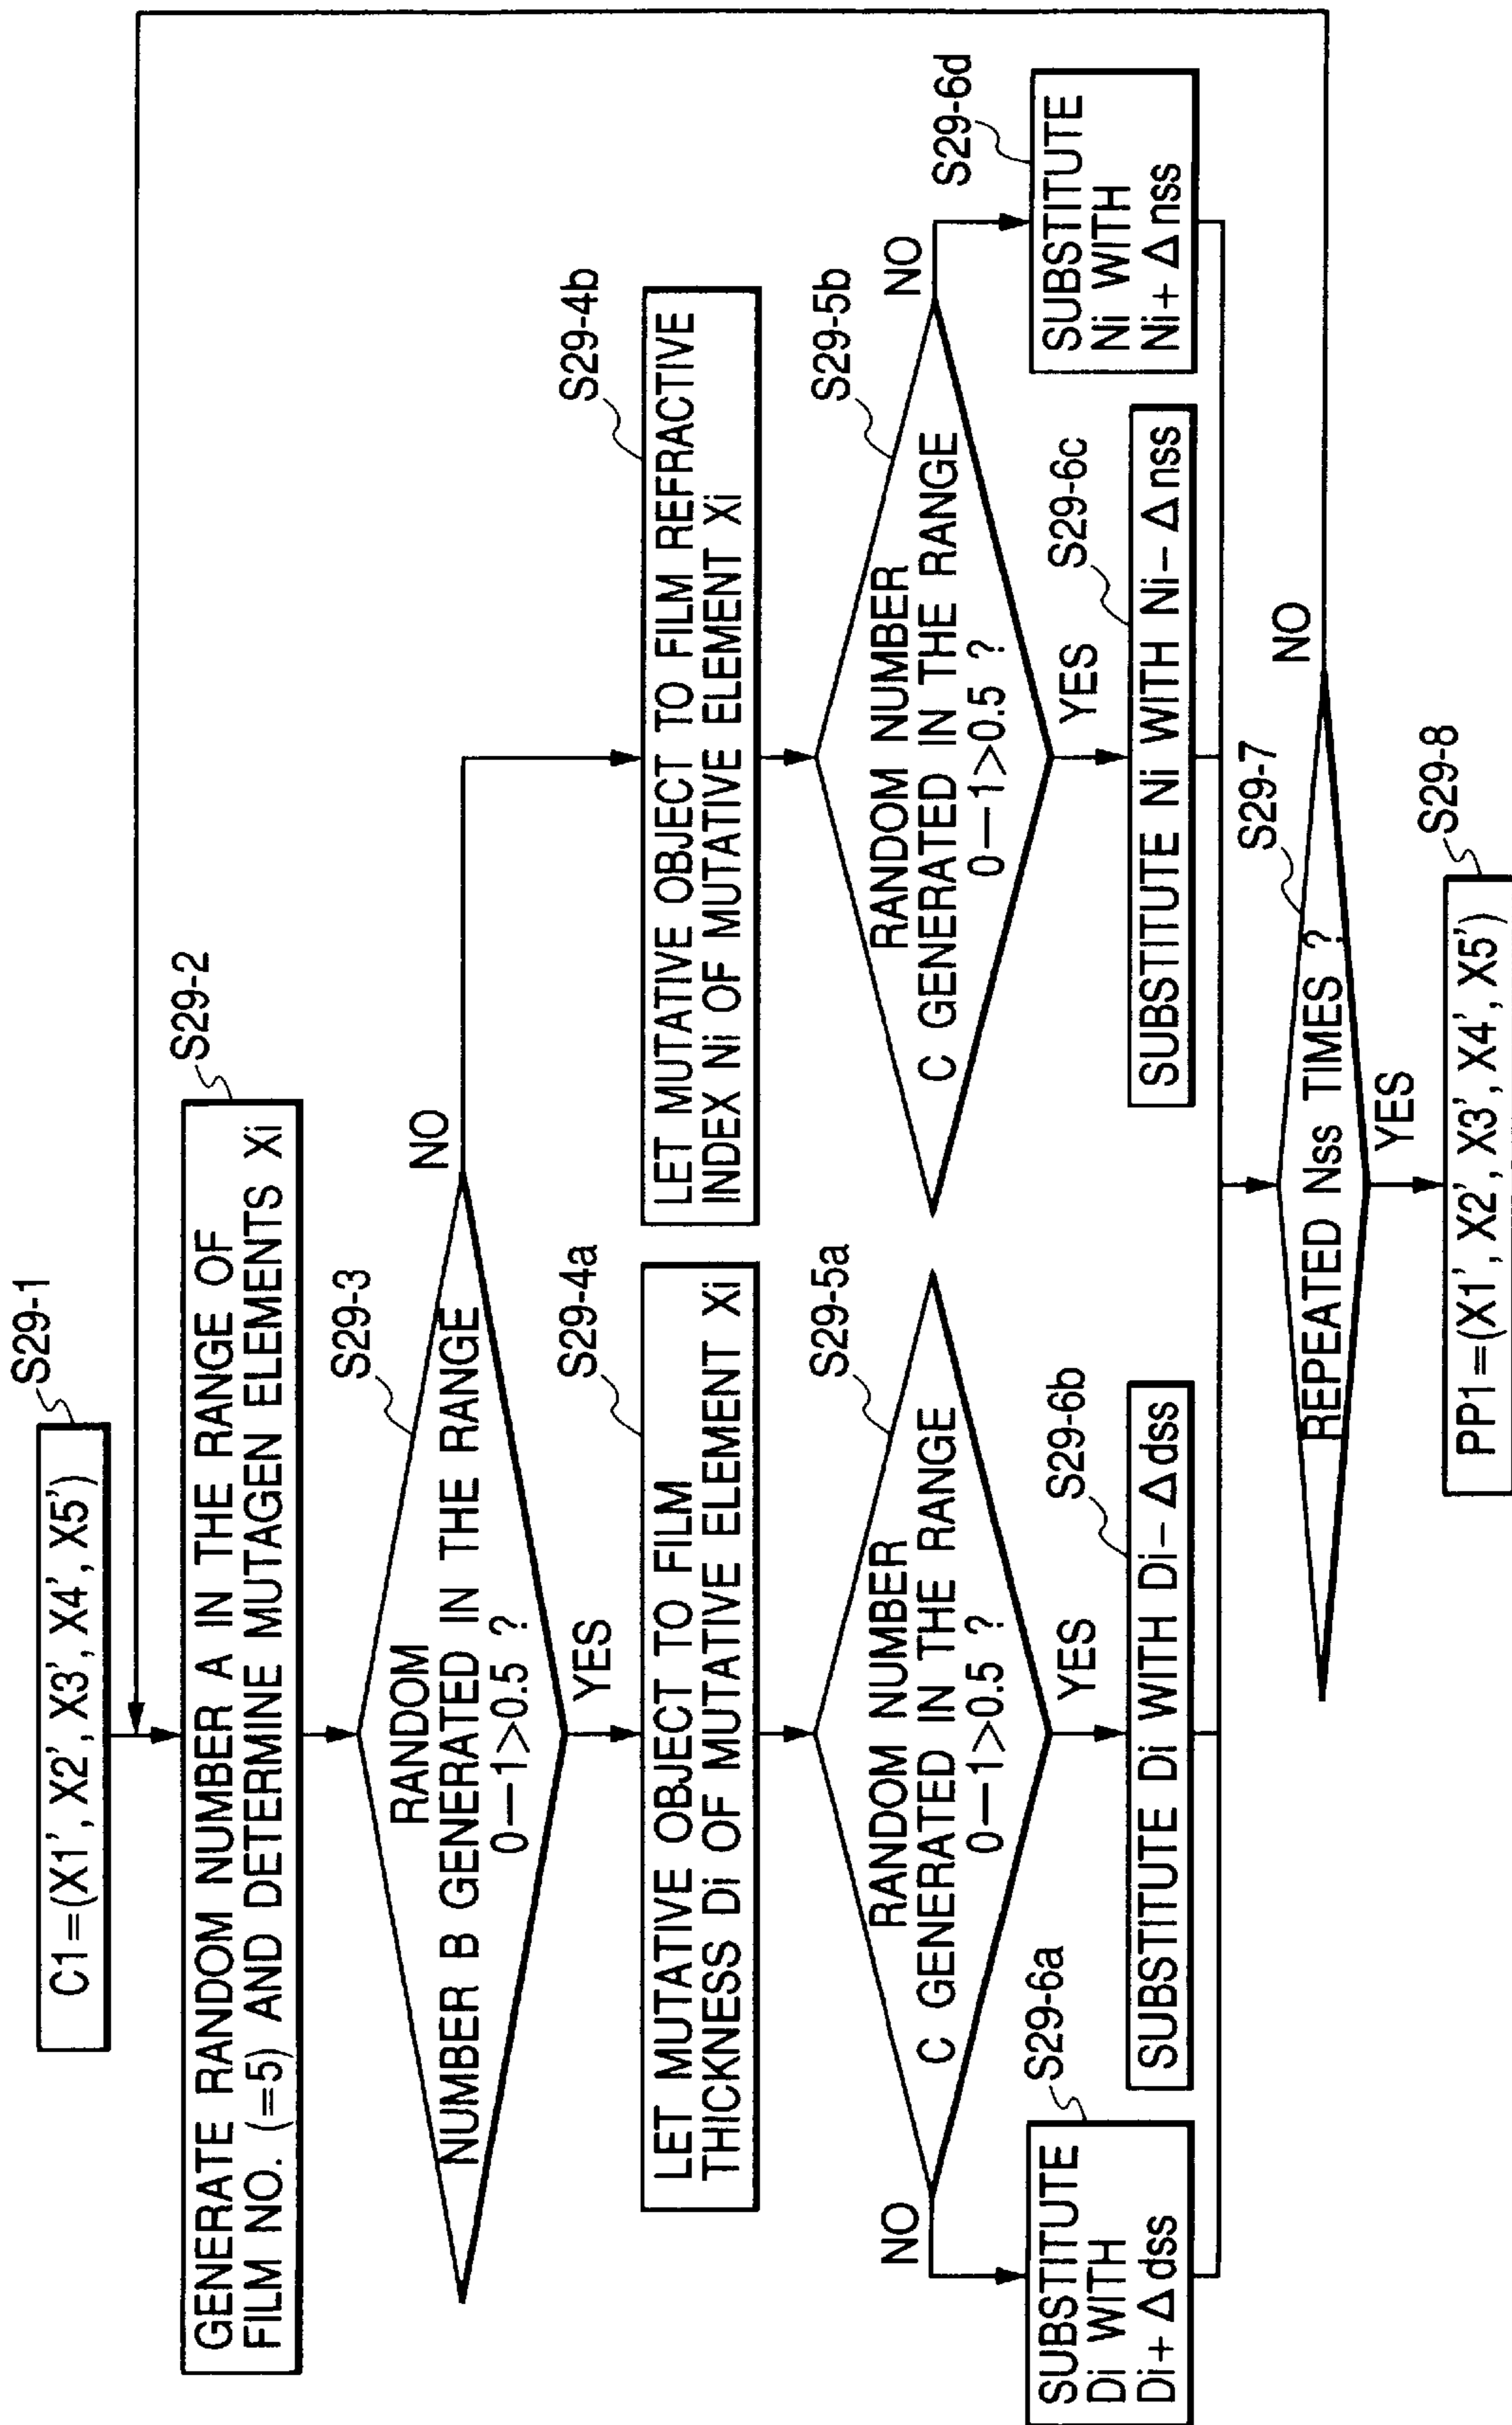 S29-1
C1=(X1', X2', X3', X4', X5')
S29-2
GENERATE RANDOM NUMBER A IN THE RANGE OF
FILM NO. (=5) AND DETERMINE MUTAGEN ELEMENTS Xi
S29-3
RANDOM
NUMBER B GENERATED IN THE RANGE
0—1>0.5 ?
NO
YES
S29-4a
LET MUTATIVE OBJECT TO FILM
THICKNESS Di OF MUTATIVE ELEMENT Xi
S29-4b
LET MUTATIVE OBJECT TO FILM REFRACTIVE
INDEX Ni OF MUTATIVE ELEMENT Xi
S29-5a
RANDOM NUMBER
C GENERATED IN THE RANGE
0—1>0.5 ?
NO
YES
S29-5b
RANDOM NUMBER
C GENERATED IN THE RANGE
0—1>0.5 ?
NO
YES
S29-6a
SUBSTITUTE
Di WITH
Di+ Δdss
S29-6b
SUBSTITUTE Di WITH Di− Δdss
S29-6c
SUBSTITUTE Ni WITH Ni− Δnss
S29-6d
SUBSTITUTE
Ni WITH
Ni+ Δnss
S29-7
REPEATED Nss TIMES ?
NO
YES
S29-8
PP1=(X1', X2', X3', X4', X5')